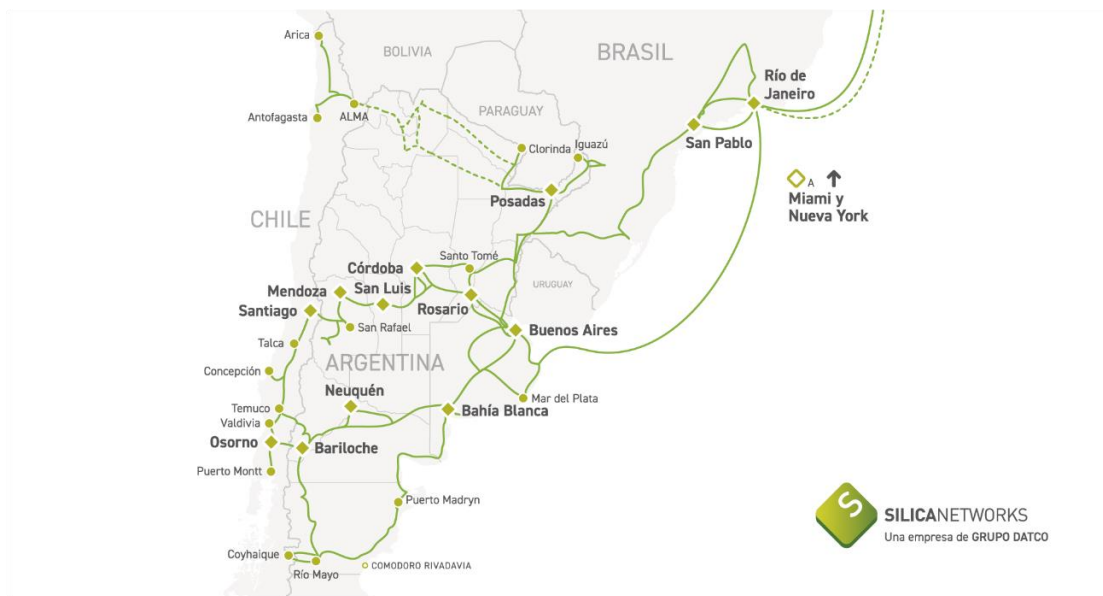 Arica
BOLIVIA
BRASIL
Río de
Janeiro
PARAGUAY
Antofagasta
ALMA
Clorinda
Iguazú
San Pablo
A
Miami y
Nueva York
Posadas
CHILE
Córdoba
Santo Tomé
San Luis
URUGUAY
Mendoza
Santiago
Rosario
San Rafael
Buenos Aires
Talca
ARGENTINA
Concepción
Neuquén
Mar del Plata
Temuco
Bahía Blanca
Valdivia
Osorno
Bariloche
Puerto Montt
Puerto Madryn
S
SILICANETWORKS
Una empresa de GRUPO DATCO
Coyhaique
Río Mayo
COMODORO RIVADAVIA